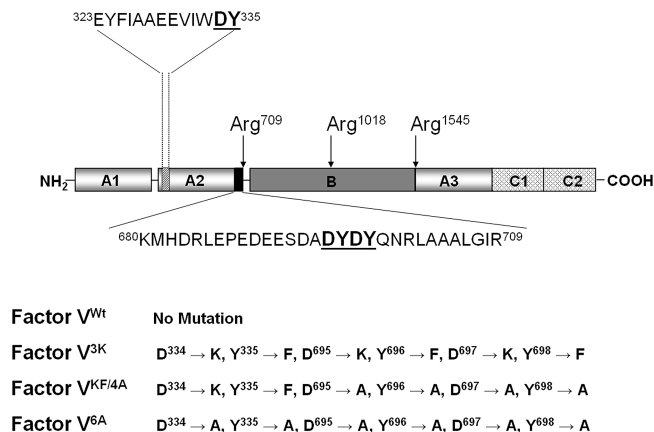 ³²³EYFIAAEEVIWDY³³⁵
Arg⁷⁰⁹ Arg¹⁰¹⁸ Arg¹⁵⁴⁵
NH₂ A1 A2 B A3 C1 C2 COOH
⁶⁸⁰KMHDRLEPEDEESDADYDYQNRLAAALGIR⁷⁰⁹
Factor Vᵂᵗ No Mutation
Factor V³ᴷ D³³⁴ → K, Y³³⁵ → F, D⁶⁹⁵ → K, Y⁶⁹⁶ → F, D⁶⁹⁷ → K, Y⁶⁹⁸ → F
Factor Vᴷᶠ/⁴ᴬ D³³⁴ → K, Y³³⁵ → F, D⁶⁹⁵ → A, Y⁶⁹⁶ → A, D⁶⁹⁷ → A, Y⁶⁹⁸ → A
Factor V⁶ᴬ D³³⁴ → A, Y³³⁵ → A, D⁶⁹⁵ → A, Y⁶⁹⁶ → A, D⁶⁹⁷ → A, Y⁶⁹⁸ → A